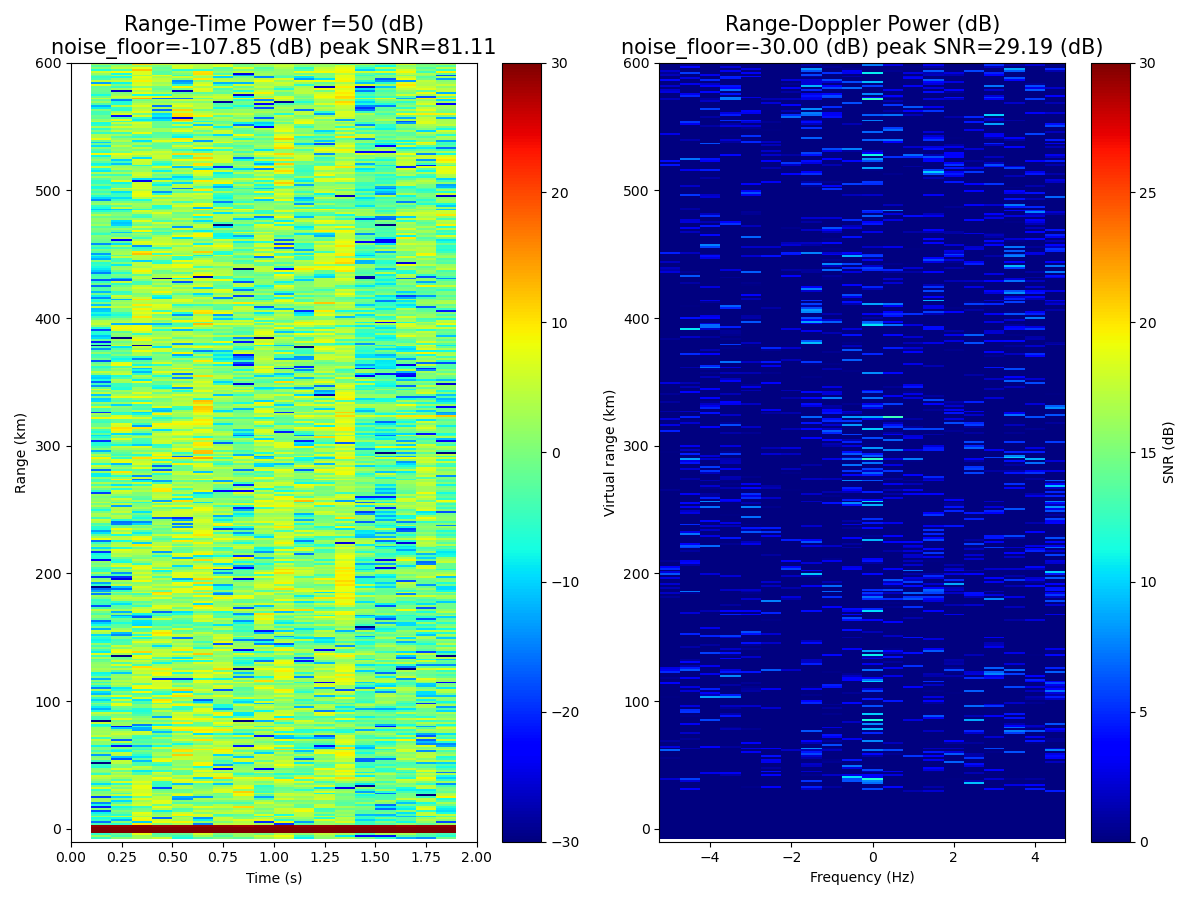 Range-Time Power f=50 (dB)
noise_floor=-107.85 (dB) peak SNR=81.11
600
500
400
300
200
100
0
Range (km)
0.00 0.25 0.50 0.75 1.00 1.25 1.50 1.75 2.00
Time (s)
30
20
10
0
−10
−20
−30
Range-Doppler Power (dB)
noise_floor=-30.00 (dB) peak SNR=29.19 (dB)
600
500
400
300
200
100
0
Virtual range (km)
−4 −2 0 2 4
Frequency (Hz)
30
25
20
15
10
5
0
SNR (dB)